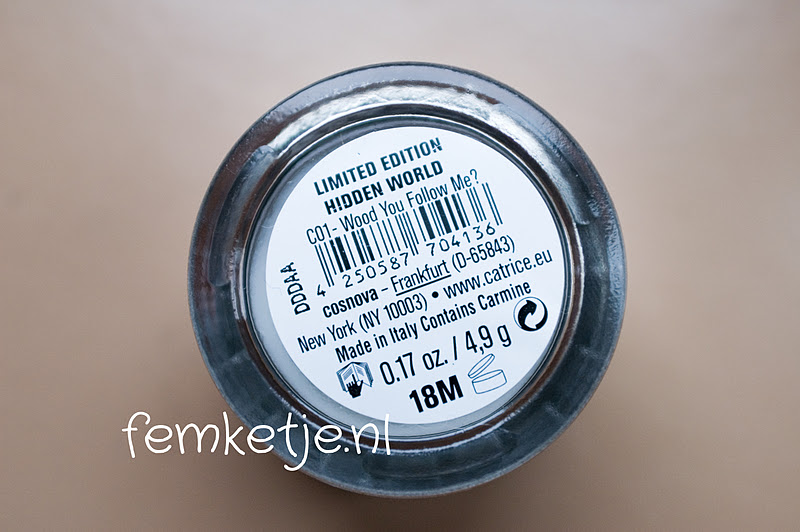 LIMITED EDITION
HIDDEN WORLD
C01- Wood You Follow Me?
4 250587 704136
DDDAA
cosnova – Frankfurt (D-65843)
New York (NY 10003) • www.catrice.eu
Made in Italy Contains Carmine
0.17 oz. / 4,9 g
18M
femketje.nl